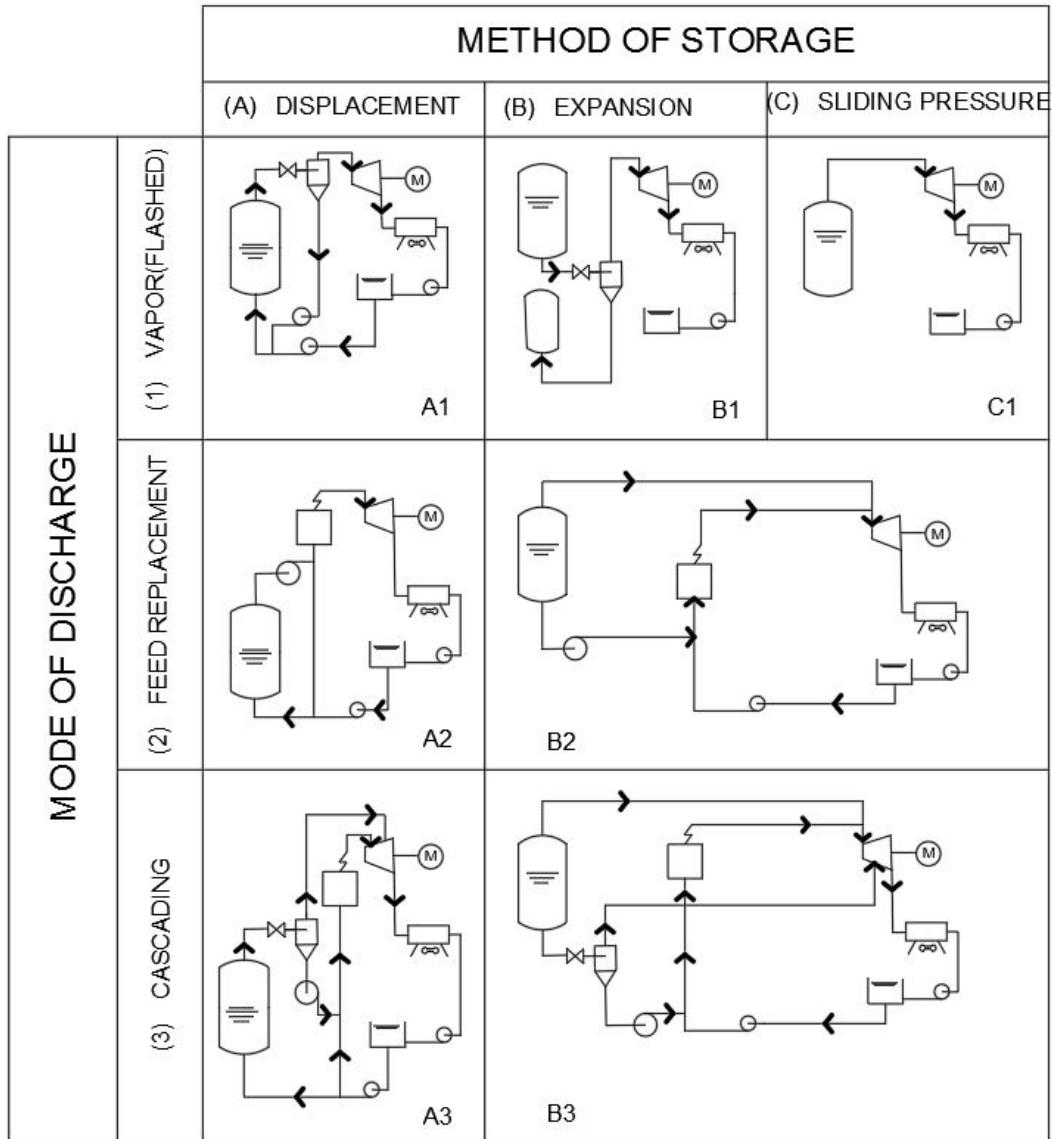 METHOD OF STORAGE
(A) DISPLACEMENT
(B) EXPANSION
(C) SLIDING PRESSURE
MODE OF DISCHARGE
(1) VAPOR(FLASHED)
M
A1
M
B1
M
C1
(2) FEED REPLACEMENT
M
A2
M
B2
(3) CASCADING
M
A3
M
B3